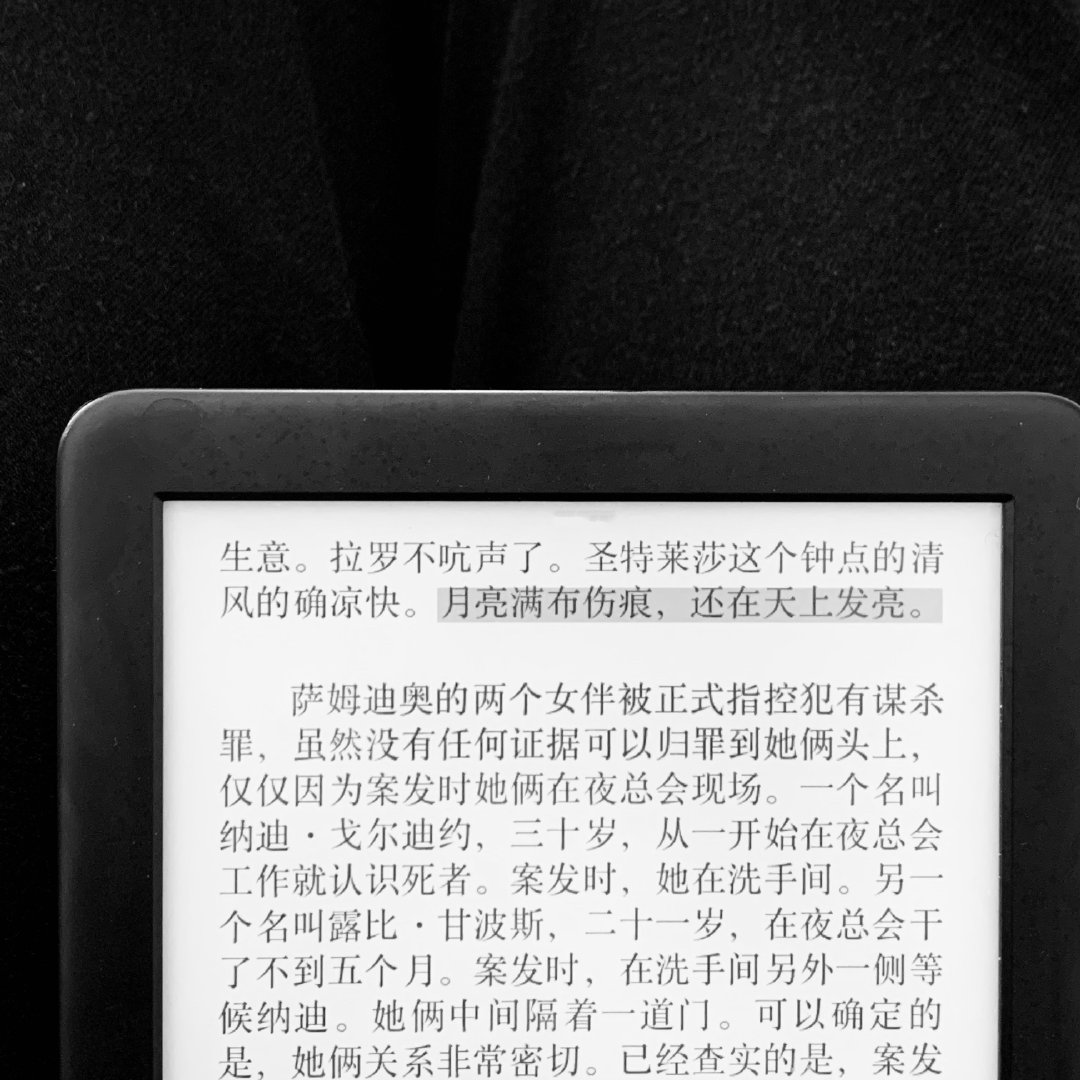 生意。拉罗不吭声了。圣特莱莎这个钟点的清
风的确凉快。月亮满布伤痕，还在天上发亮。
萨姆迪奥的两个女伴被正式指控犯有谋杀
罪，虽然没有任何证据可以归罪到她俩头上，
仅仅因为案发时她俩在夜总会现场。一个名叫
纳迪·戈尔迪约，三十岁，从一开始在夜总会
工作就认识死者。案发时，她在洗手间。另一
个名叫露比·甘波斯，二十一岁，在夜总会干
了不到五个月。案发时，在洗手间另外一侧等
候纳迪。她俩中间隔着一道门。可以确定的
是，她俩关系非常密切。已经查实的是，案发